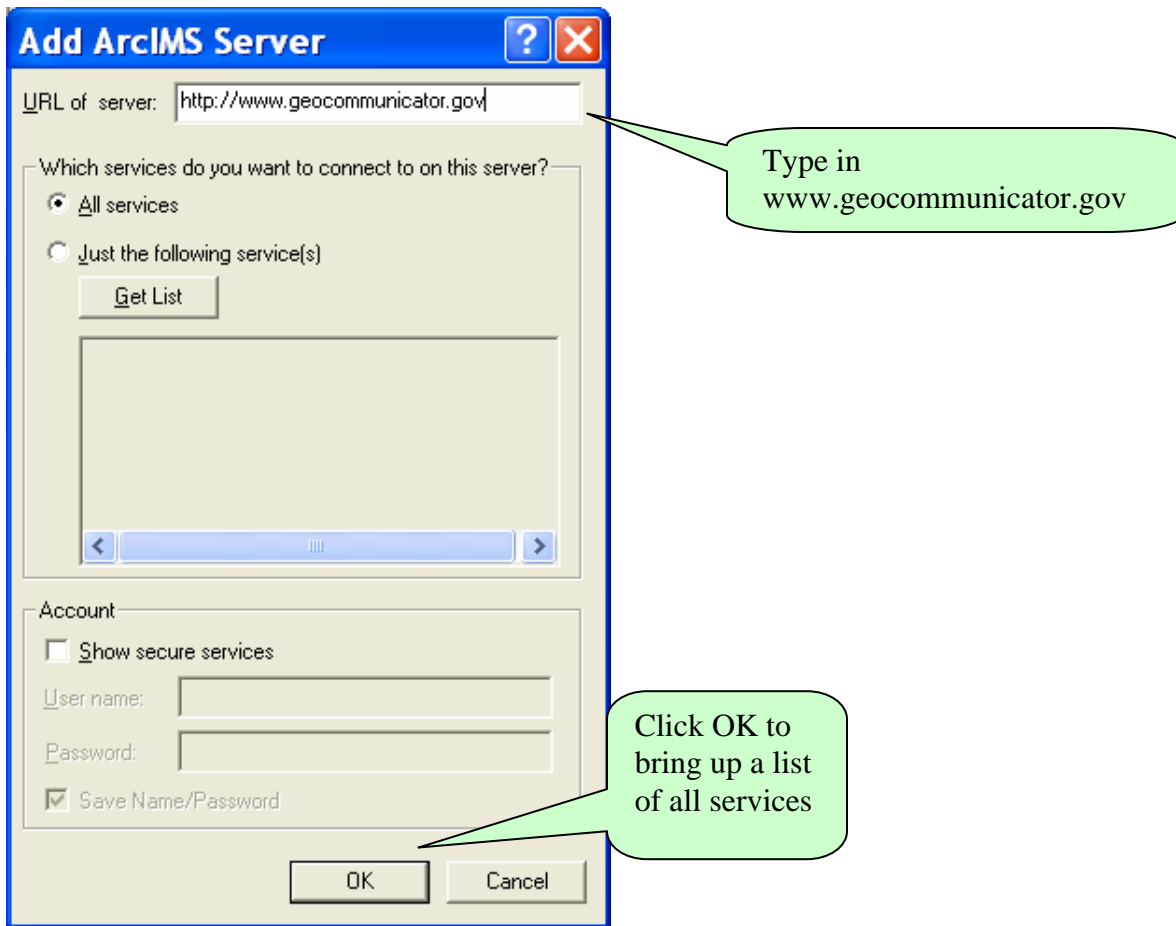 Add ArcIMS Server
URL of server: http://www.geocommunicator.gov
Type in
www.geocommunicator.gov
Which services do you want to connect to on this server?
All services
Just the following service(s)
Get List
Account
Show secure services
User name:
Password:
Save Name/Password
Click OK to
bring up a list
of all services
OK Cancel